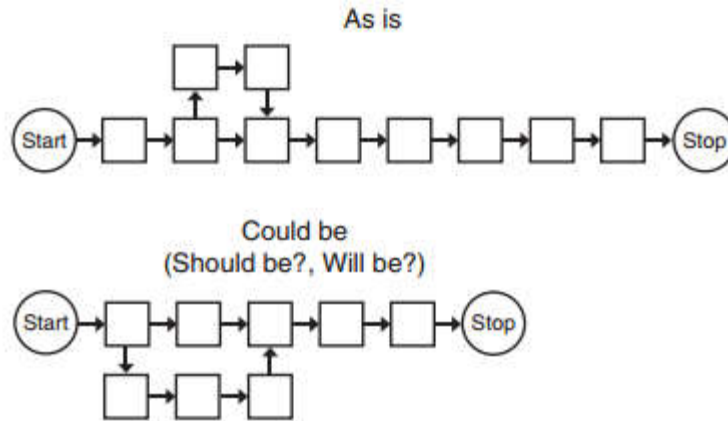 As is
Start
Stop
Could be
(Should be?, Will be?)
Start
Stop